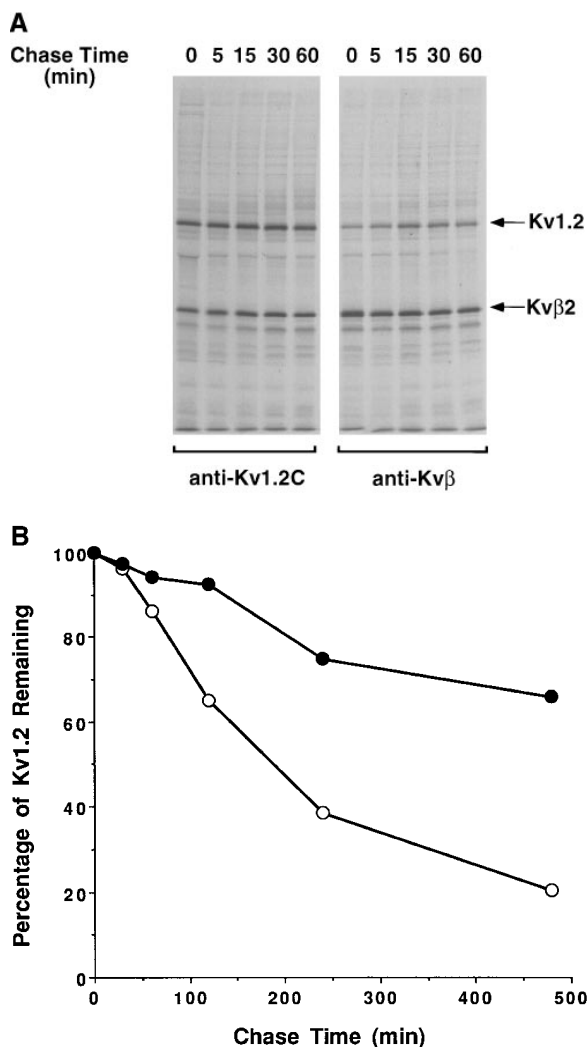 A
Chase Time (min)
0 5 15 30 60
0 5 15 30 60
Kv1.2
Kvβ2
anti-Kv1.2C
anti-Kvβ
B
Percentage of Kv1.2 Remaining
100
80
60
40
20
0
0 100 200 300 400 500
Chase Time (min)